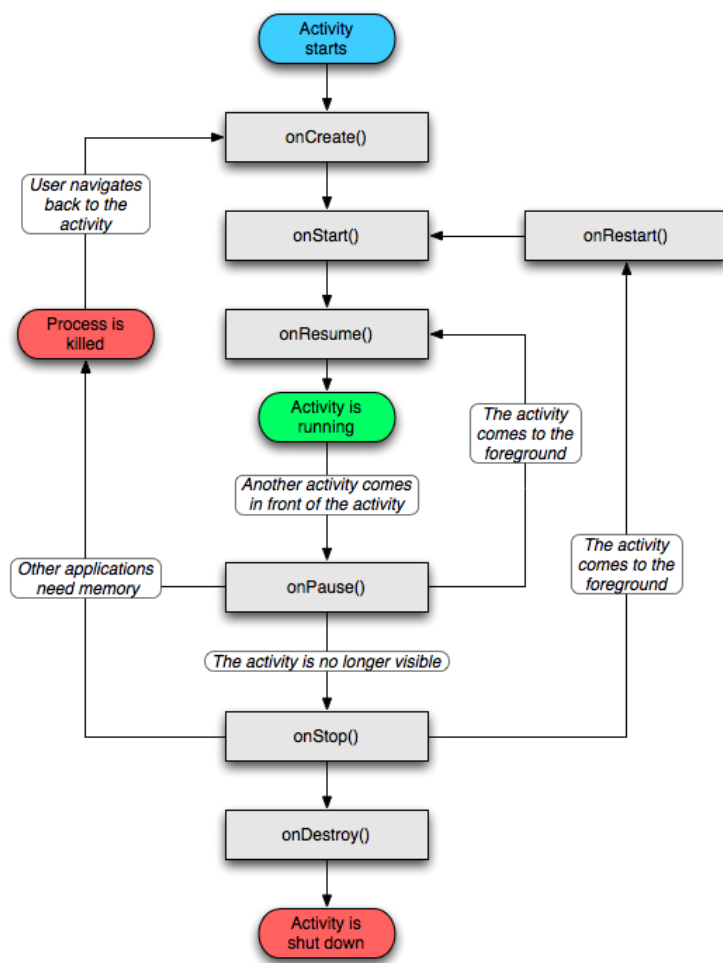 Activity
starts
onCreate()
User navigates
back to the
activity
onStart()
onRestart()
Process is
killed
onResume()
Activity is
running
The activity
comes to the
foreground
Another activity comes
in front of the activity
Other applications
need memory
onPause()
The activity
comes to the
foreground
The activity is no longer visible
onStop()
onDestroy()
Activity is
shut down